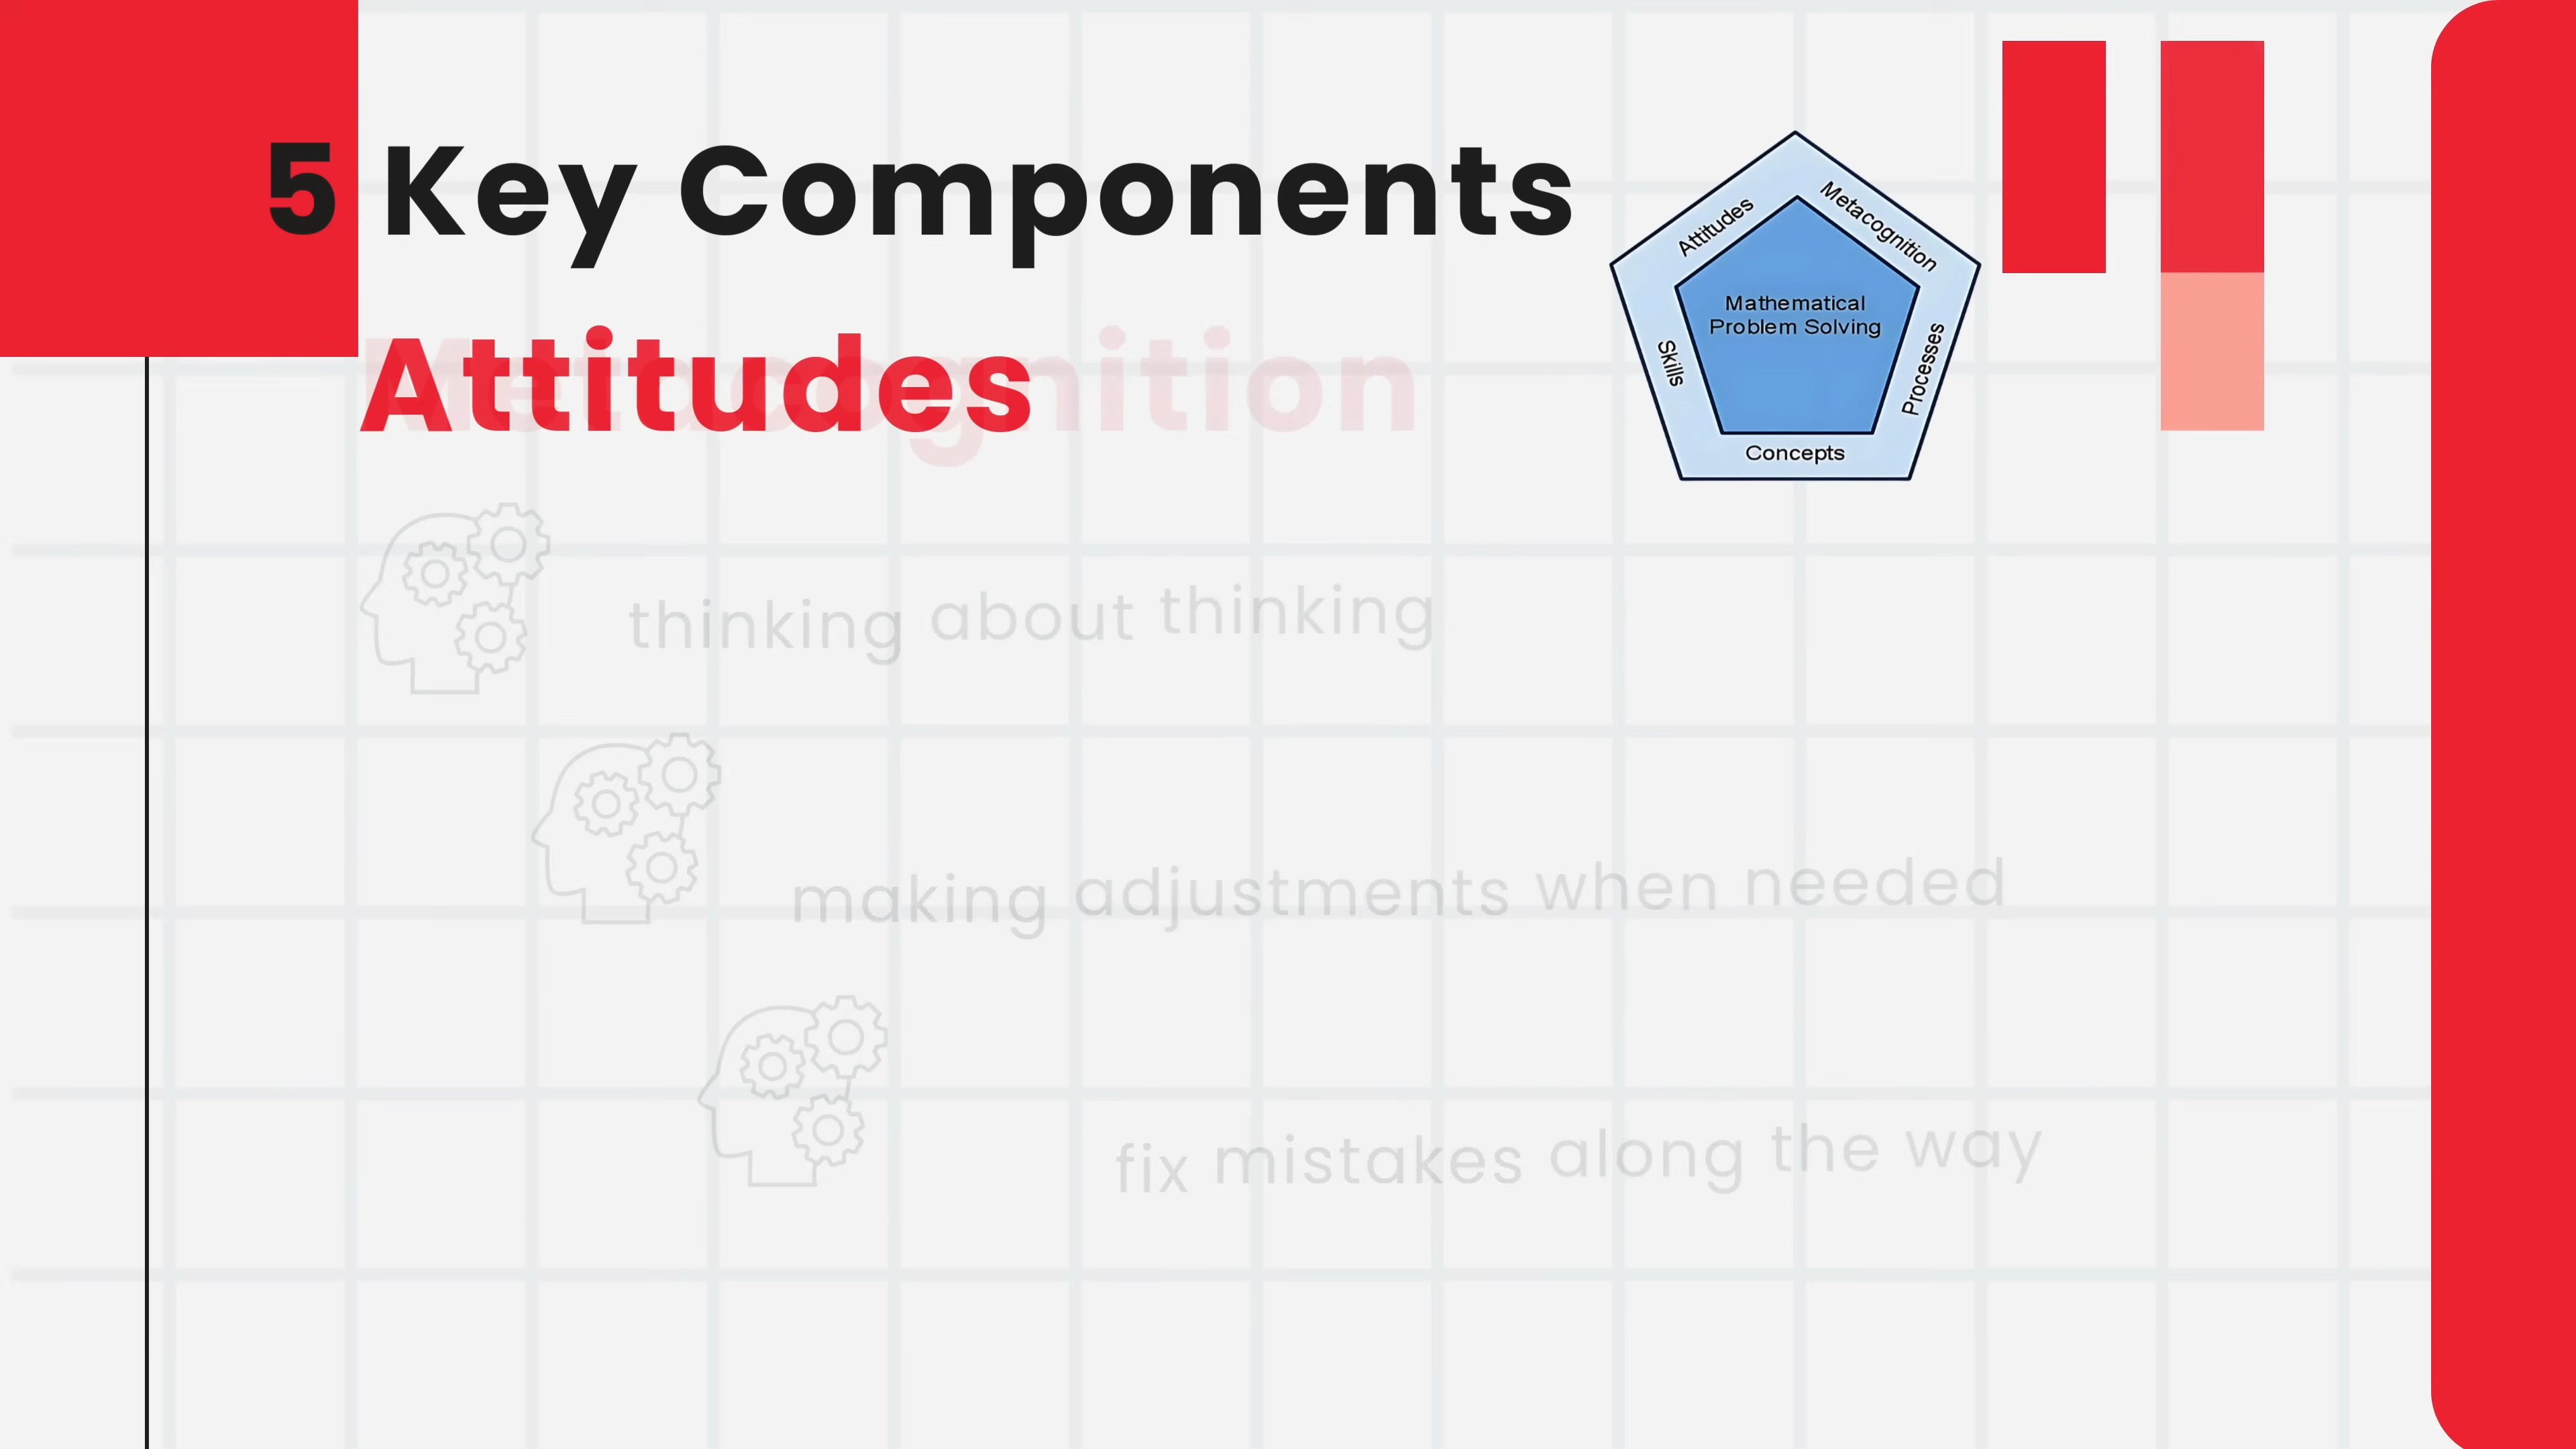 5 Key Components
Attitudes
Metacognition
Attitudes
Metacognition
Mathematical
Problem Solving
Skills
Processes
Concepts
thinking about thinking
making adjustments when needed
fix mistakes along the way